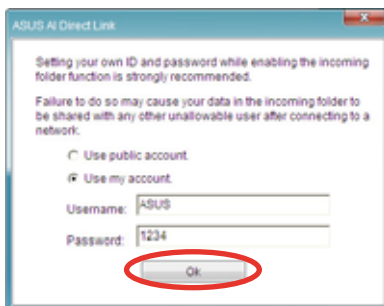 ASUS AI Direct Link
Setting your own ID and password while enabling the incoming
folder function is strongly recommended.
Failure to do so may cause your data in the incoming folder to
be shared with any other unallowable user after connecting to a
network.
Use public account.
Use my account.
Username: ASUS
Password: 1234
Ok